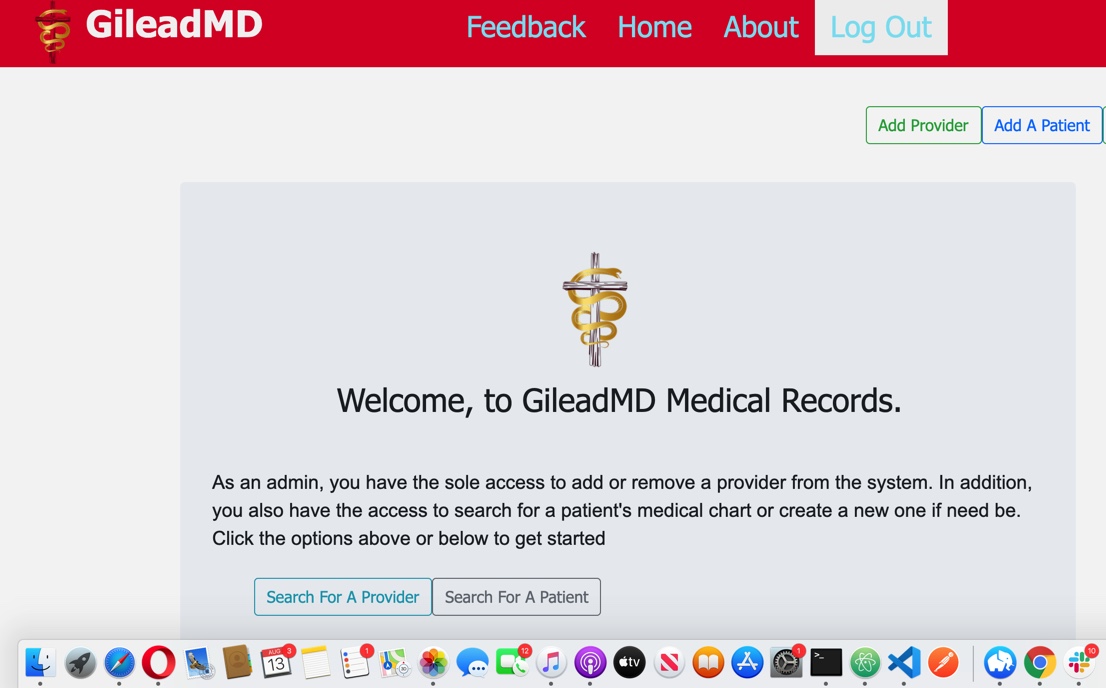 GileadMD Feedback Home About Log Out
Add Provider Add A Patient
Welcome, to GileadMD Medical Records.
As an admin, you have the sole access to add or remove a provider from the system. In addition,
you also have the access to search for a patient's medical chart or create a new one if need be.
Click the options above or below to get started
Search For A Provider Search For A Patient
AUG 3 1 12 1 10
13 tv